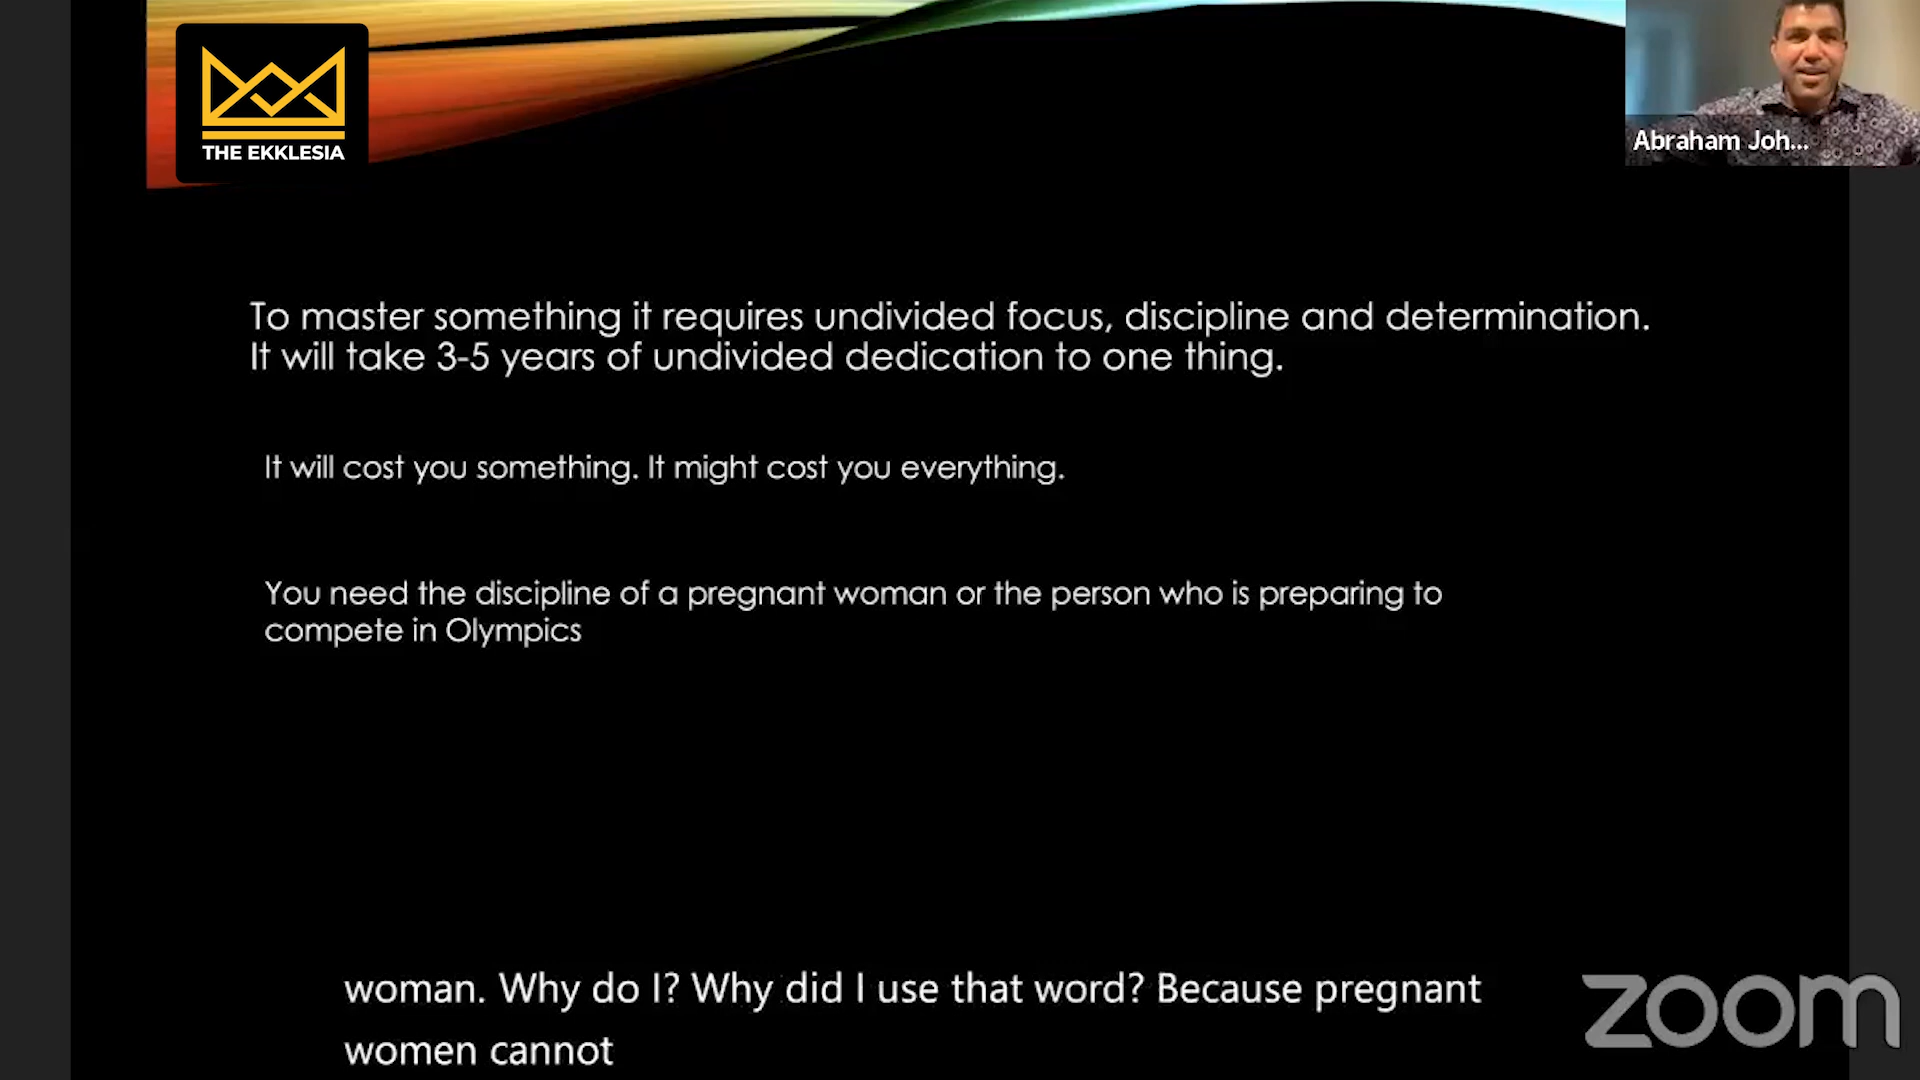 THE EKKLESIA
Abraham Joh...
To master something it requires undivided focus, discipline and determination.
It will take 3-5 years of undivided dedication to one thing.
It will cost you something. It might cost you everything.
You need the discipline of a pregnant woman or the person who is preparing to
compete in Olympics
woman. Why do I? Why did I use that word? Because pregnant
women cannot
zoom